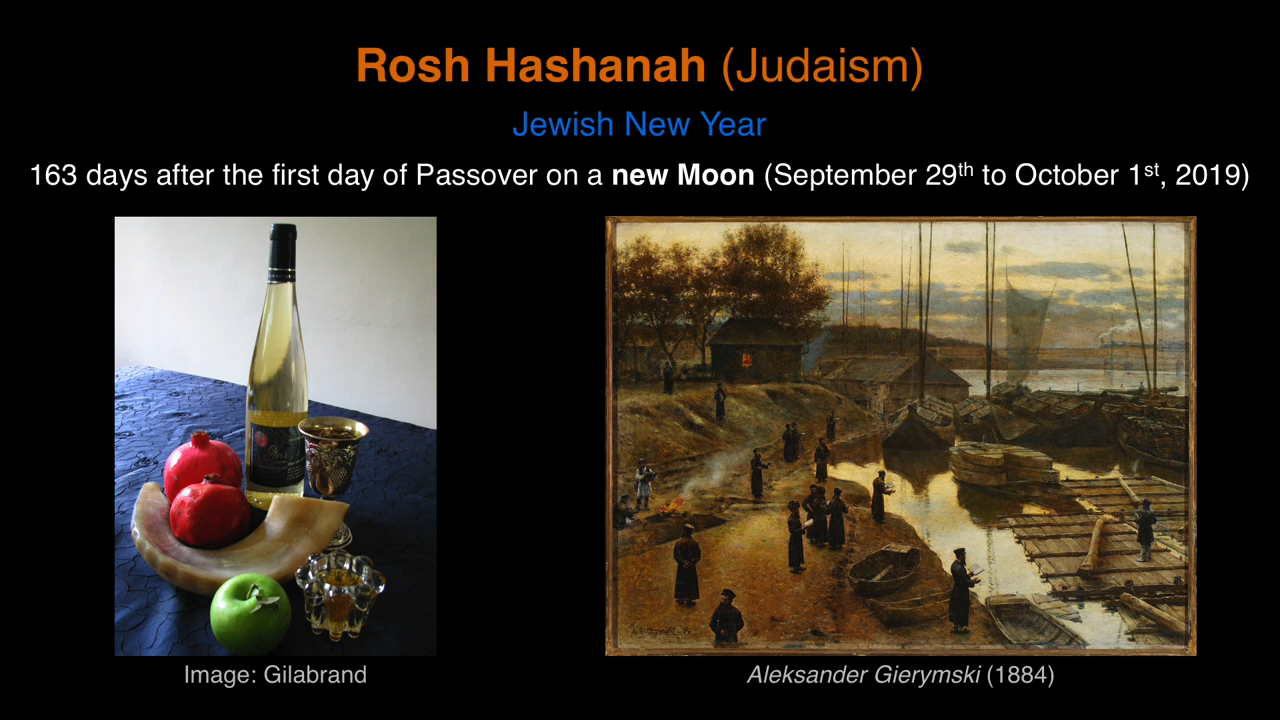 Rosh Hashanah (Judaism)
Jewish New Year
163 days after the first day of Passover on a new Moon (September 29th to October 1st, 2019)
Image: Gilabrand
Aleksander Gierymski (1884)